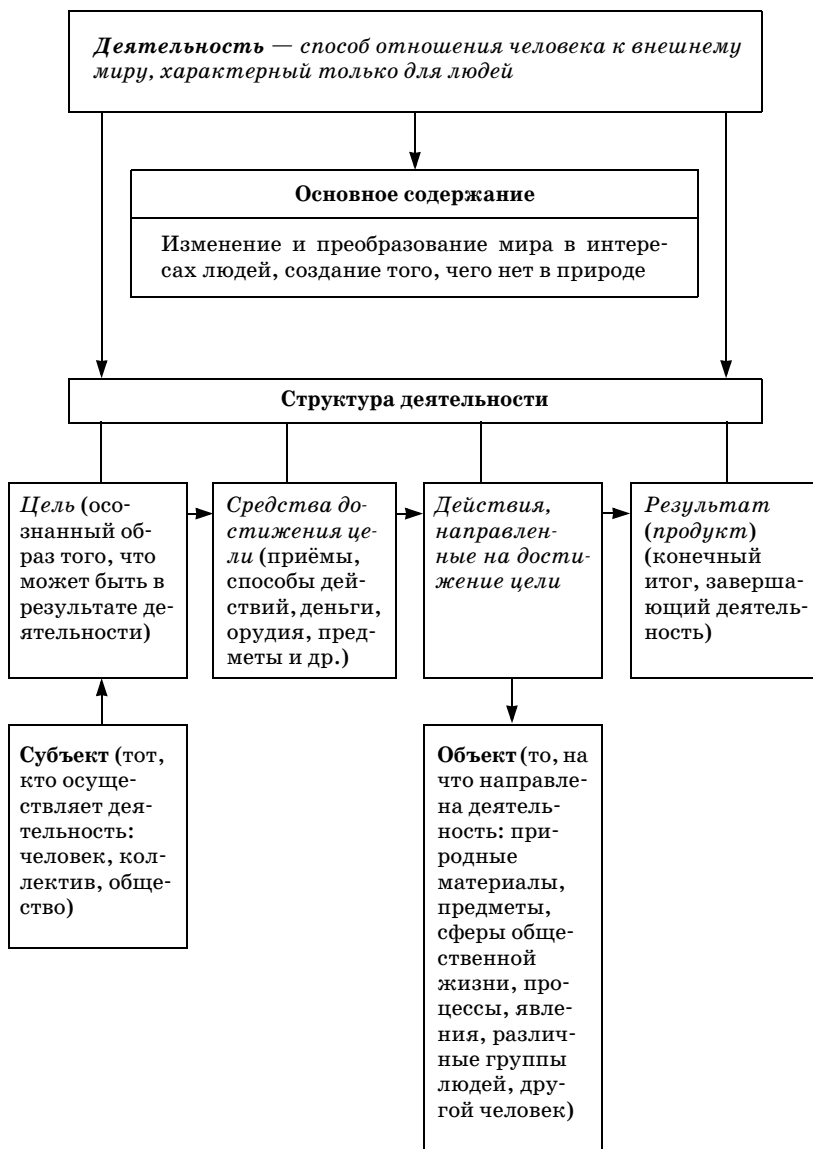 Деятельность — способ отношения человека к внешнему
миру, характерный только для людей
Основное содержание
Изменение и преобразование мира в интере-
сах людей, создание того, чего нет в природе
Структура деятельности
Цель (осо-
знанный об-
раз того, что
может быть в
результате де-
ятельности)
Средства до-
стижения це-
ли (приёмы,
способы дей-
ствий, деньги,
орудия, пред-
меты и др.)
Действия,
направлен-
ные на дости-
жение цели
Результат
(продукт)
(конечный
итог, заверша-
ющий деятель-
ность)
Субъект (тот,
кто осуще-
ствляет дея-
тельность:
человек, кол-
лектив, обще-
ство)
Объект (то, на
что направле-
на деятель-
ность: при-
родные
материалы,
предметы,
сферы обще-
ственной
жизни, про-
цессы, явле-
ния, различ-
ные группы
людей, дру-
гой человек)